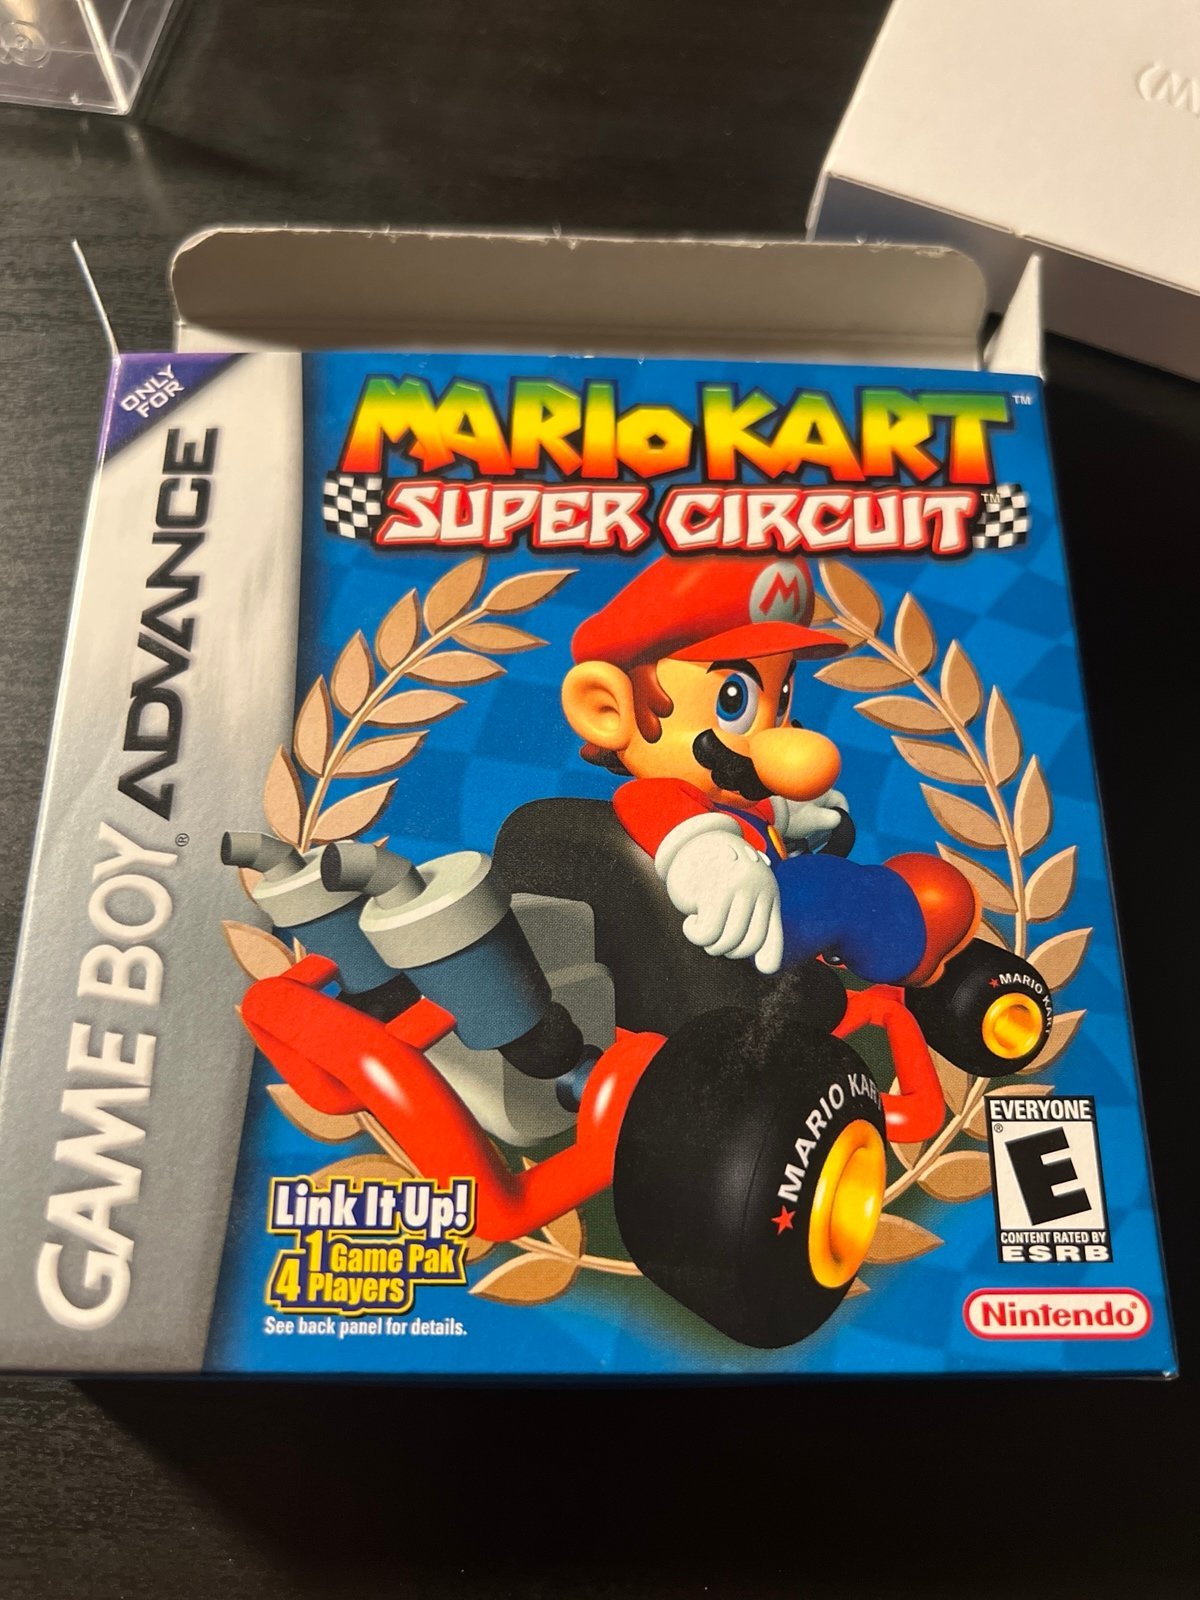 ONLY
FOR
GAME BOY ADVANCE
®
MARIO KART
™
SUPER CIRCUIT
™
M
MARIO KART
MARIO KART
Link It Up!
1 Game Pak
4 Players
See back panel for details.
EVERYONE
E
®
CONTENT RATED BY
ESRB
Nintendo®